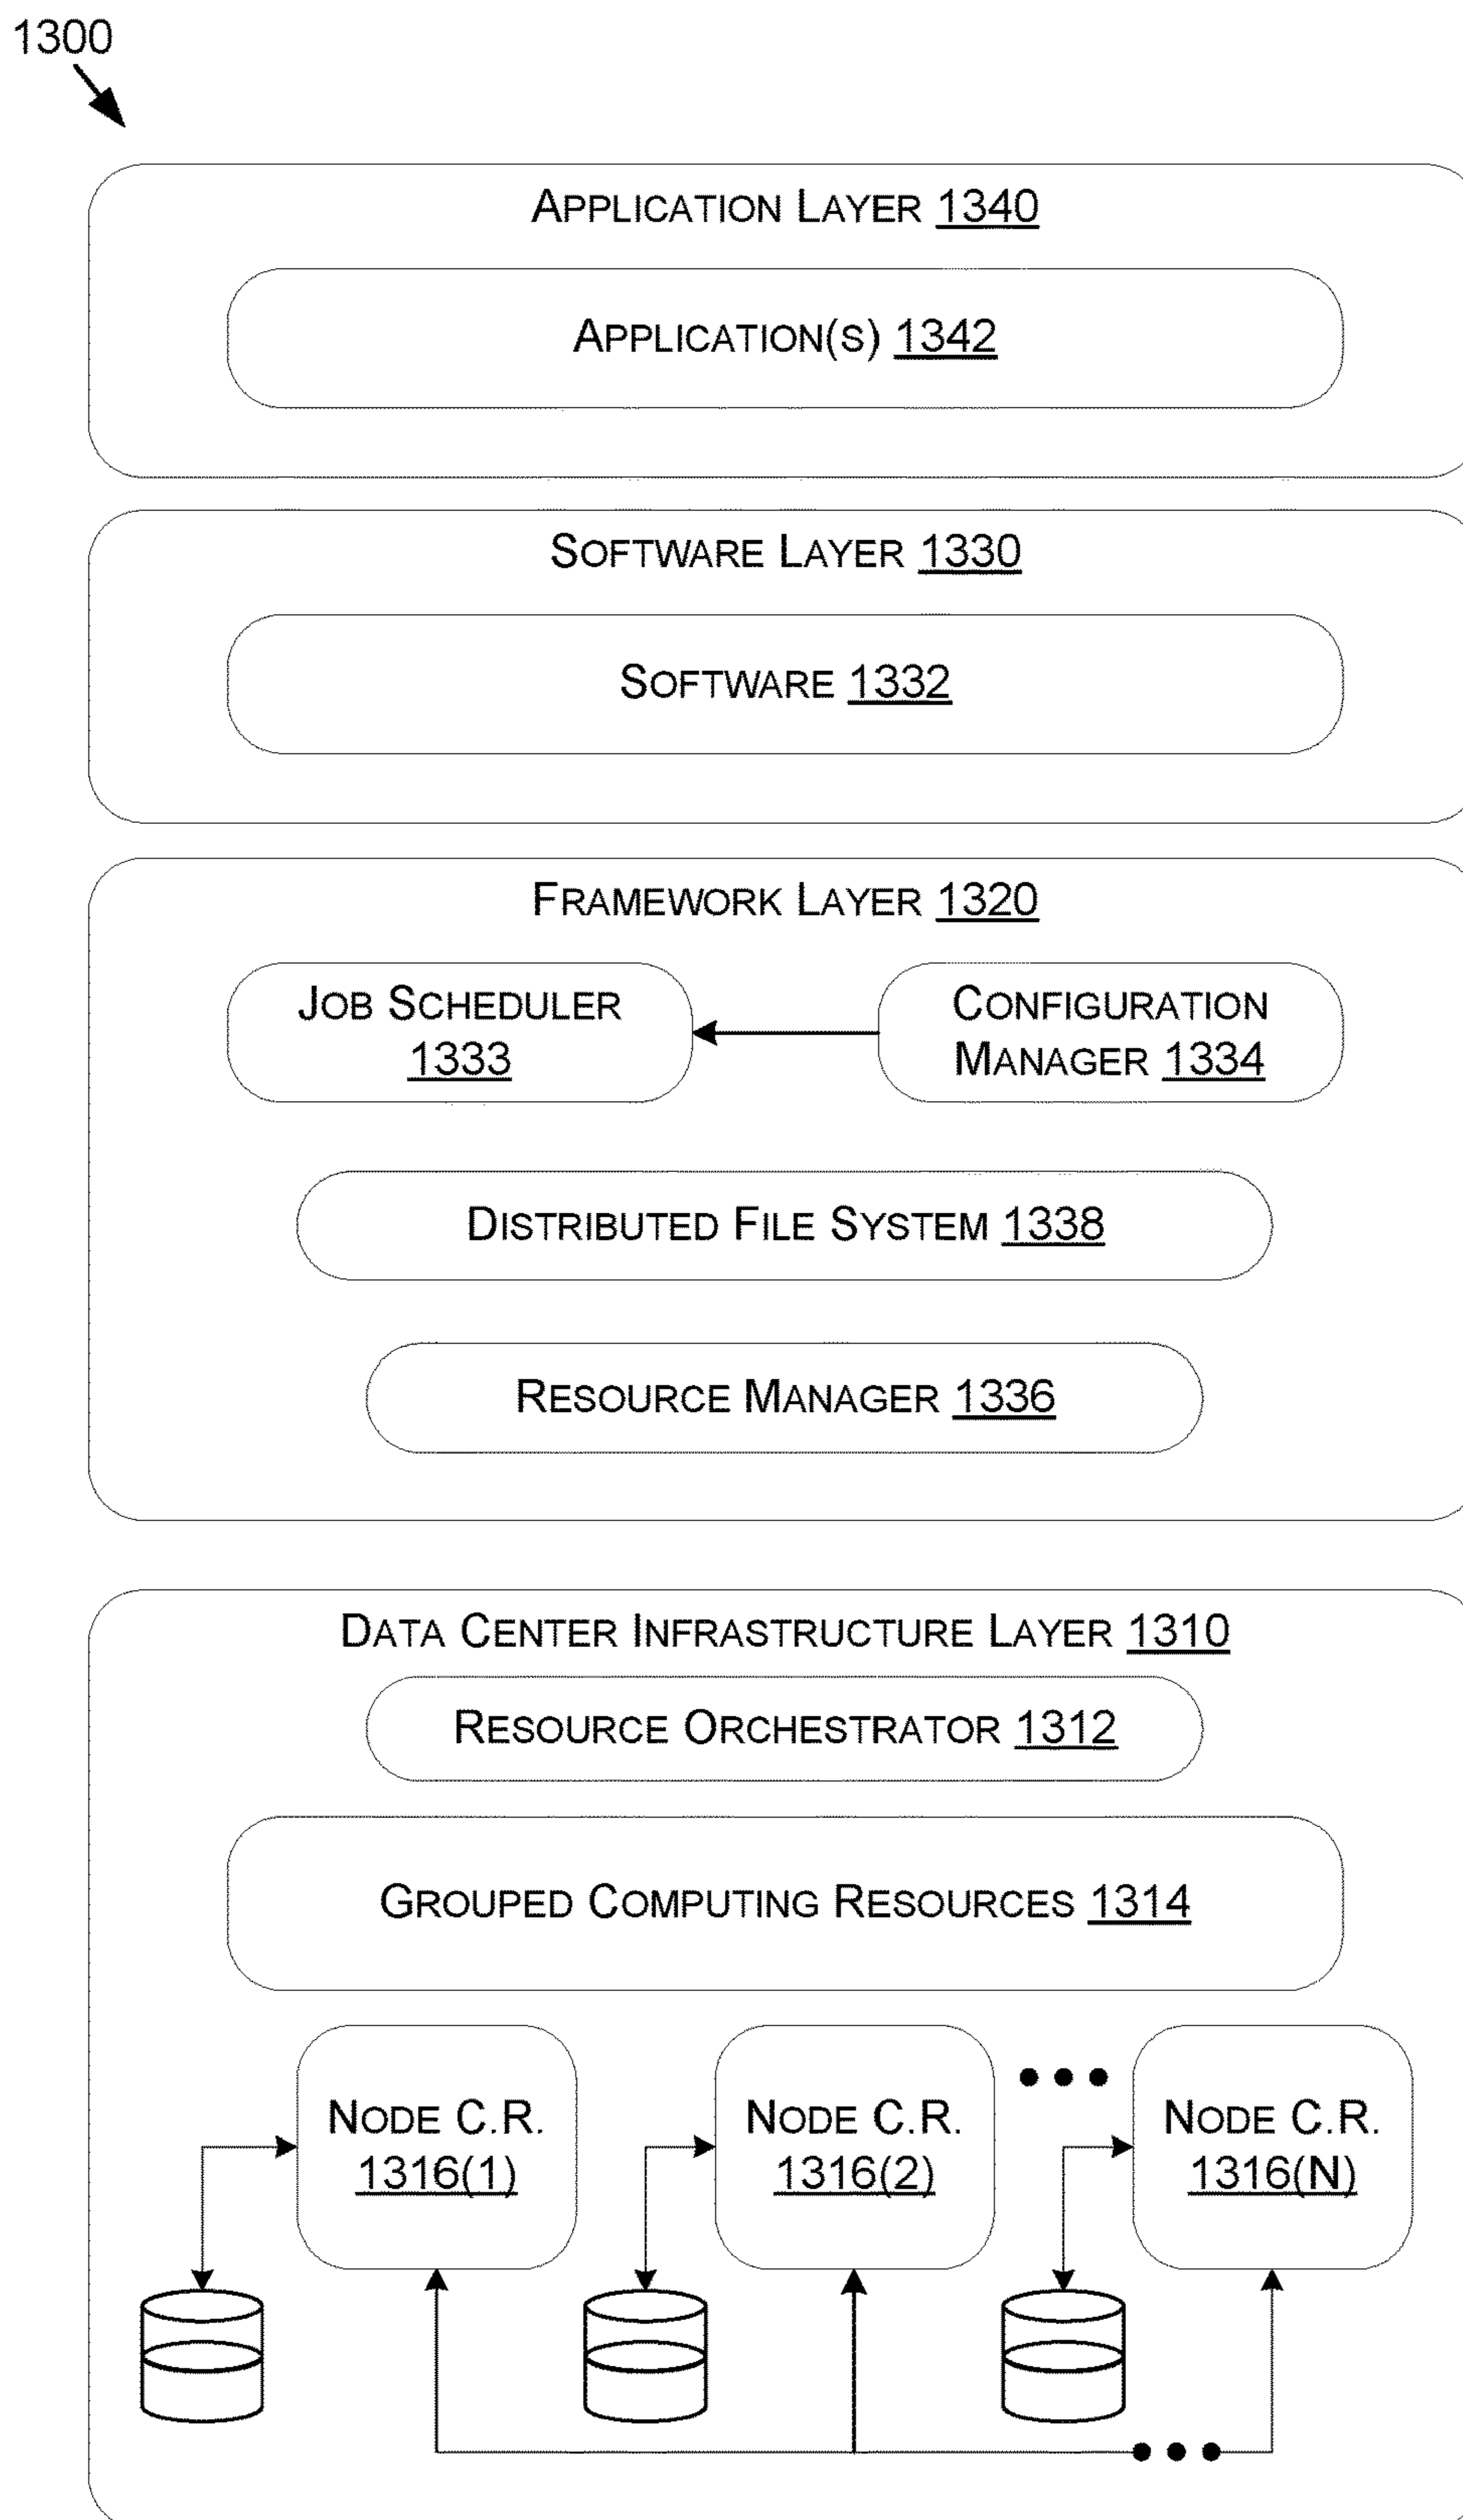 1300
APPLICATION LAYER 1340
APPLICATION(S) 1342
SOFTWARE LAYER 1330
SOFTWARE 1332
FRAMEWORK LAYER 1320
JOB SCHEDULER
1333
CONFIGURATION
MANAGER 1334
DISTRIBUTED FILE SYSTEM 1338
RESOURCE MANAGER 1336
DATA CENTER INFRASTRUCTURE LAYER 1310
RESOURCE ORCHESTRATOR 1312
GROUPED COMPUTING RESOURCES 1314
NODE C.R.
1316(1)
NODE C.R.
1316(2)
NODE C.R.
1316(N)